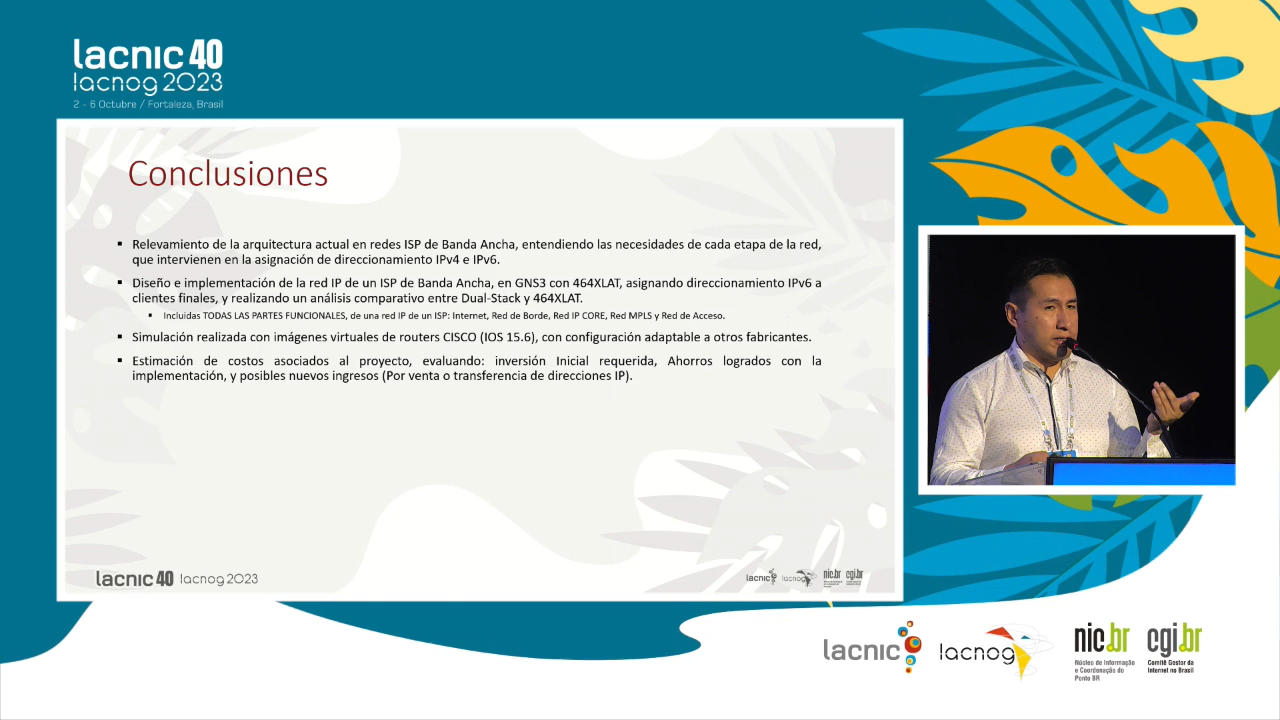 lacnic 40
lacnog 2023
2 - 6 Octubre / Fortaleza, Brasil
Conclusiones
▪ Relevamiento de la arquitectura actual en redes ISP de Banda Ancha, entendiendo las necesidades de cada etapa de la red,
que intervienen en la asignación de direccionamiento IPv4 e IPv6.
▪ Diseño e implementación de la red IP de un ISP de Banda Ancha, en GNS3 con 464XLAT, asignando direccionamiento IPv6 a
clientes finales, y realizando un análisis comparativo entre Dual-Stack y 464XLAT.
▪ Incluidas TODAS LAS PARTES FUNCIONALES, de una red IP de un ISP: Internet, Red de Borde, Red IP CORE, Red MPLS y Red de Acceso.
▪ Simulación realizada con imágenes virtuales de routers CISCO (IOS 15.6), con configuración adaptable a otros fabricantes.
▪ Estimación de costos asociados al proyecto, evaluando: inversión Inicial requerida, Ahorros logrados con la
implementación, y posibles nuevos ingresos (Por venta o transferencia de direcciones IP).
lacnic 40 lacnog 2023
lacnic lacnog nic.br cgi.br
lacnic lacnog nic.br cgi.br
Núcleo de Informação
e Coordenação do
Ponto BR
Comitê Gestor da
Internet no Brasil